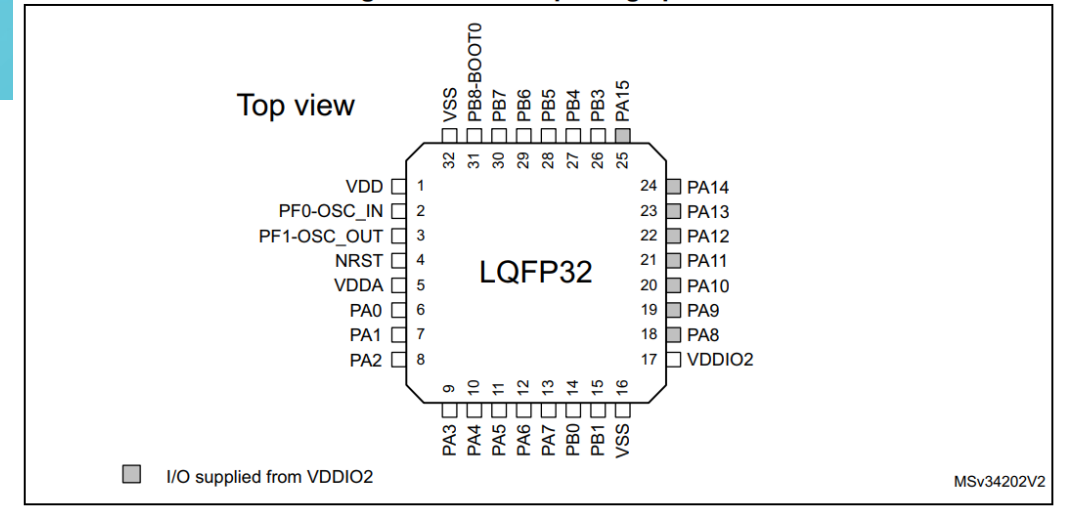 Top view
VSS
PB8-BOOT0
PB7
PB6
PB5
PB4
PB3
PA15
32 31 30 29 28 27 26 25
VDD 1
PF0-OSC_IN 2
PF1-OSC_OUT 3
NRST 4
VDDA 5
PA0 6
PA1 7
PA2 8
LQFP32
24 PA14
23 PA13
22 PA12
21 PA11
20 PA10
19 PA9
18 PA8
17 VDDIO2
9 10 11 12 13 14 15 16
PA3
PA4
PA5
PA6
PA7
PB0
PB1
VSS
I/O supplied from VDDIO2
MSv34202V2